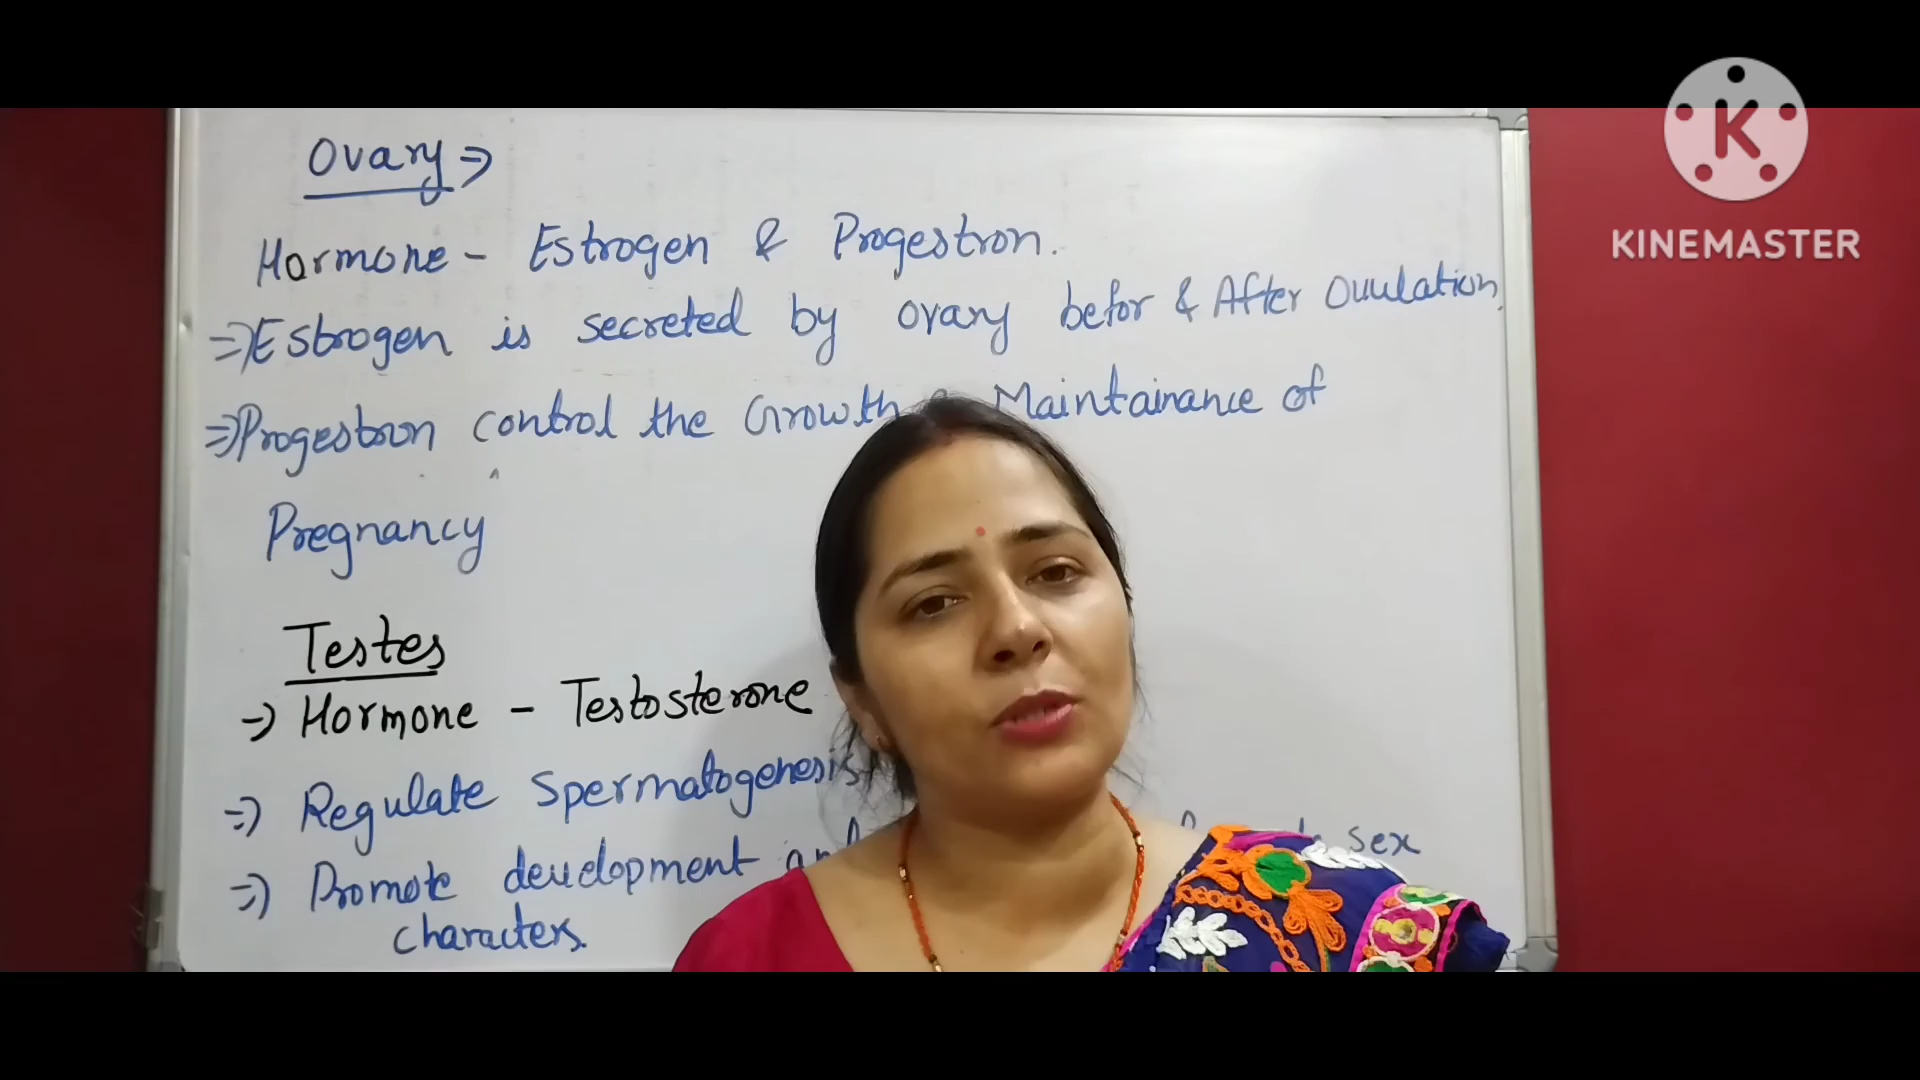 Ovary ⇒
Hormone - Estrogen & Progestron.
⇒ Estrogen is secreted by ovary befor & After Ovulation.
⇒ Progestron control the Growth Maintainance of
Pregnancy
Testes
→ Hormone - Testosterone
⇒ Regulate spermatogenesis
⇒ Promote development sex
characters.
K
KINEMASTER